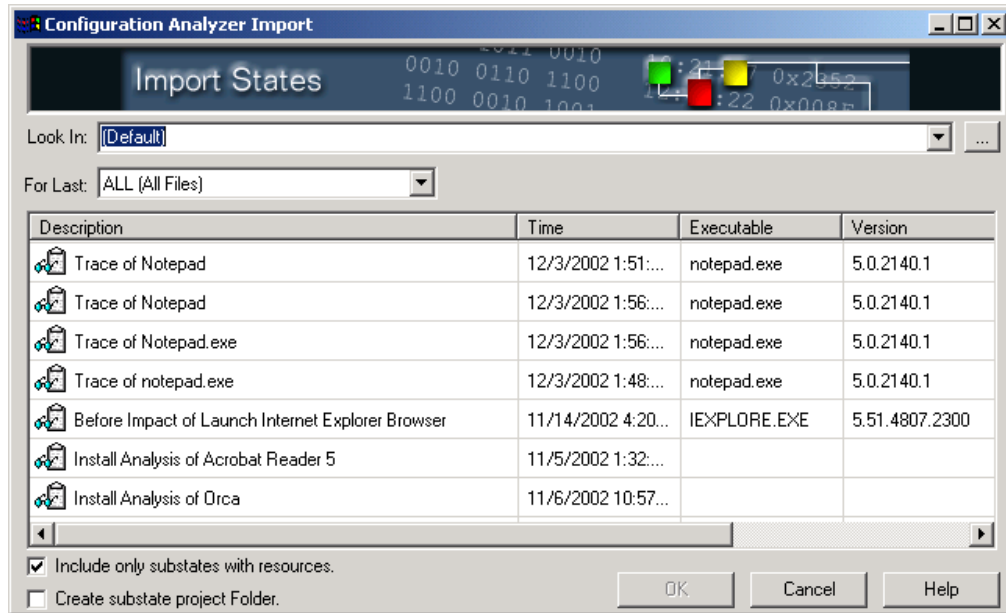 Configuration Analyzer Import
Import States
0010 0110 1100
1100 0010 1001
0010
0x2352
:22 0x008F
Look In: (Default) ...
For Last: ALL (All Files)
Description Time Executable Version
Trace of Notepad 12/3/2002 1:51:... notepad.exe 5.0.2140.1
Trace of Notepad 12/3/2002 1:56:... notepad.exe 5.0.2140.1
Trace of Notepad.exe 12/3/2002 1:56:... notepad.exe 5.0.2140.1
Trace of notepad.exe 12/3/2002 1:48:... notepad.exe 5.0.2140.1
Before Impact of Launch Internet Explorer Browser 11/14/2002 4:20... IEXPLORE.EXE 5.51.4807.2300
Install Analysis of Acrobat Reader 5 11/5/2002 1:32:...
Install Analysis of Orca 11/6/2002 10:57...
Include only substates with resources.
Create substate project Folder.
OK Cancel Help